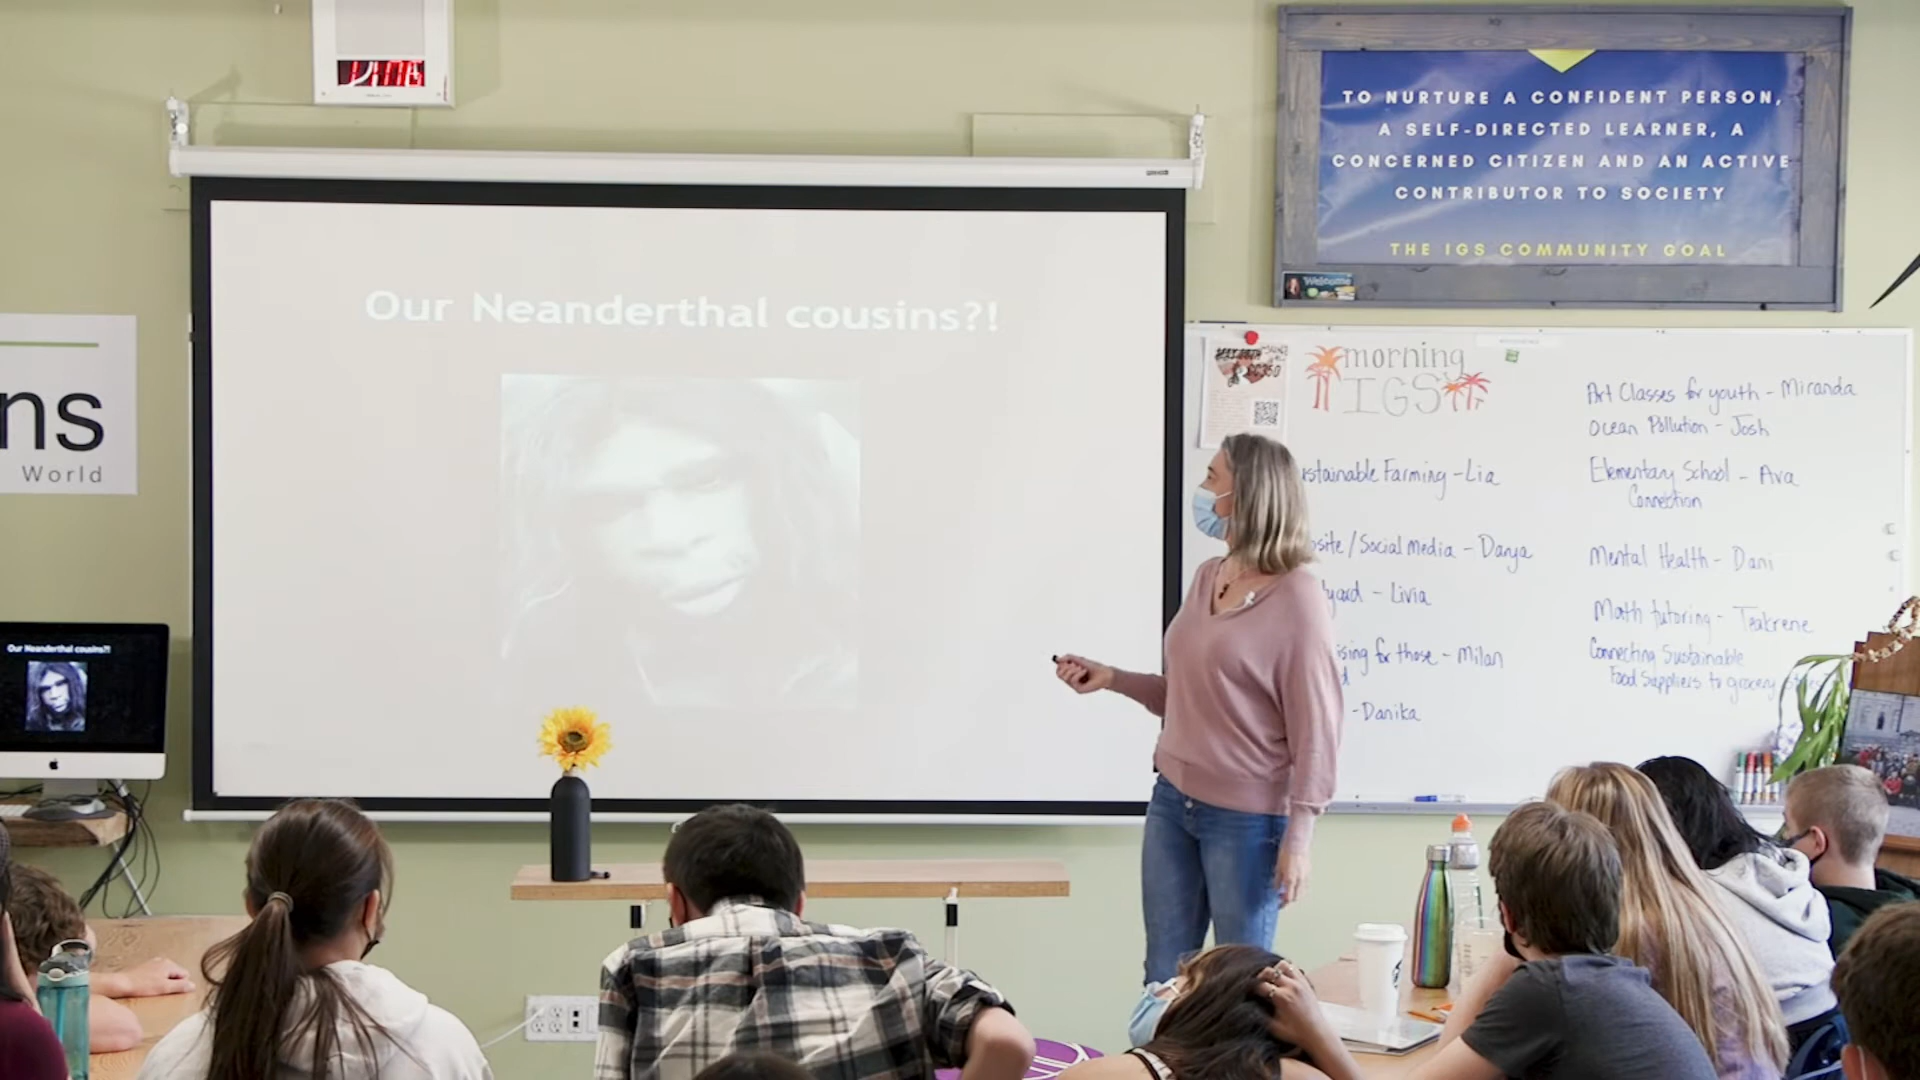 TO NURTURE A CONFIDENT PERSON,
A SELF-DIRECTED LEARNER, A
CONCERNED CITIZEN AND AN ACTIVE
CONTRIBUTOR TO SOCIETY
THE IGS COMMUNITY GOAL
Welcome
Our Neanderthal cousins?!
ns
World
Our Neanderthal cousins?!
morning
IGS
stainable Farming - Lia
site / Social Media - Danya
yard - Livia
ising for those - Milan
- Danika
Art Classes for youth - Miranda
Ocean Pollution - Josh
Elementary School - Ava
Connection
Mental Health - Dani
Math tutoring - Teakrene
Connecting Sustainable
Food Suppliers to grocery